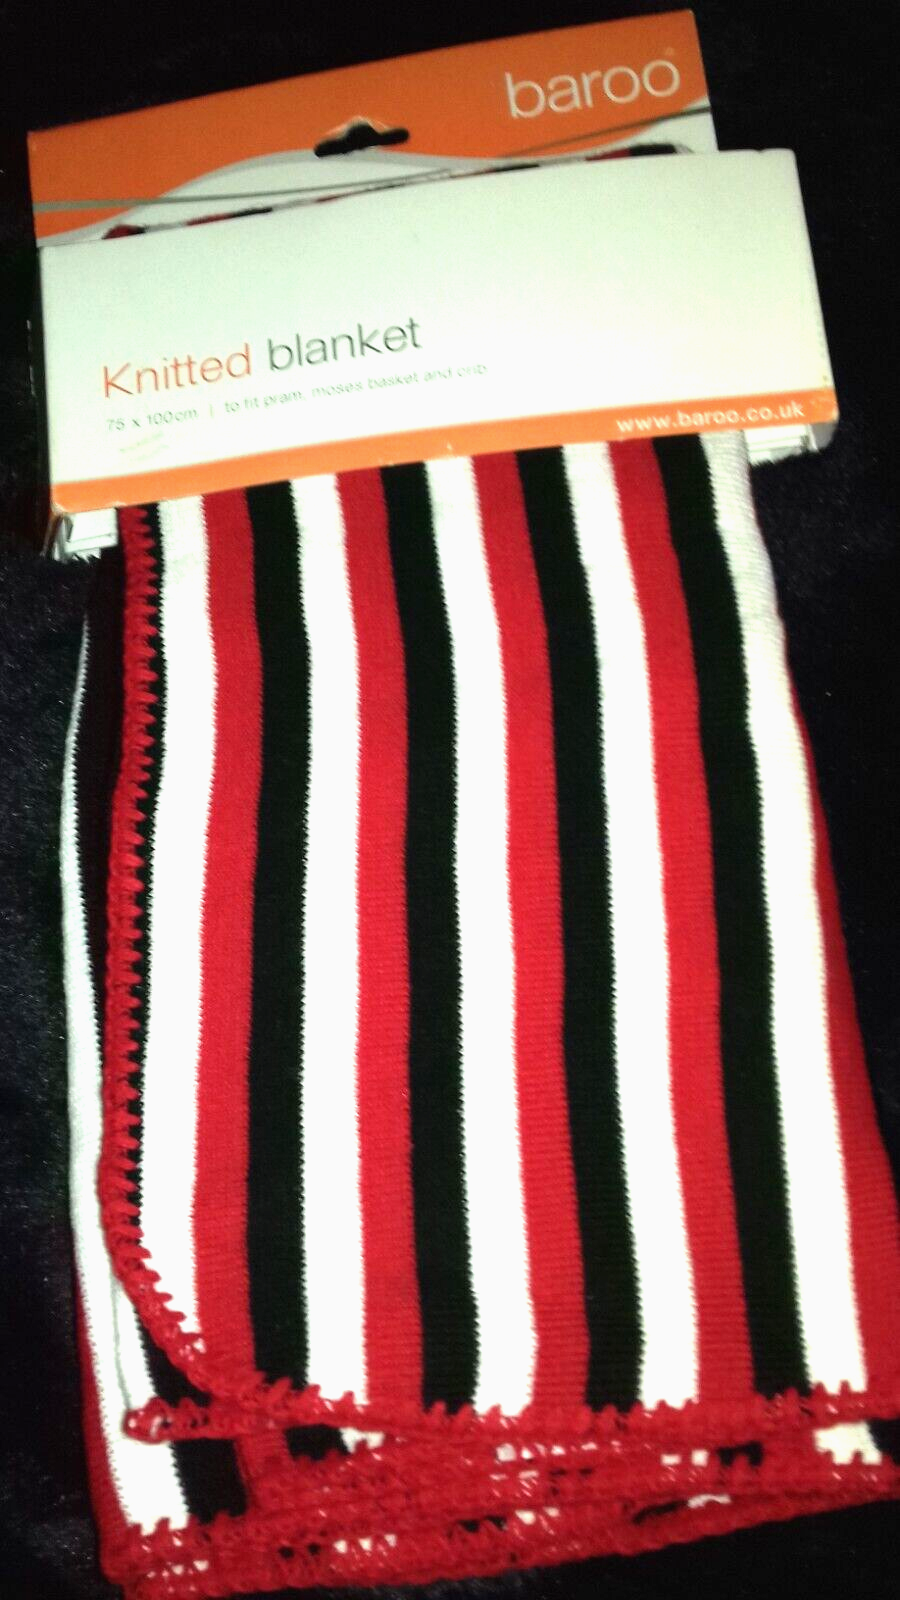 baroo
Knitted blanket
75 x 100cm | to fit pram, moses basket and crib
www.baroo.co.uk